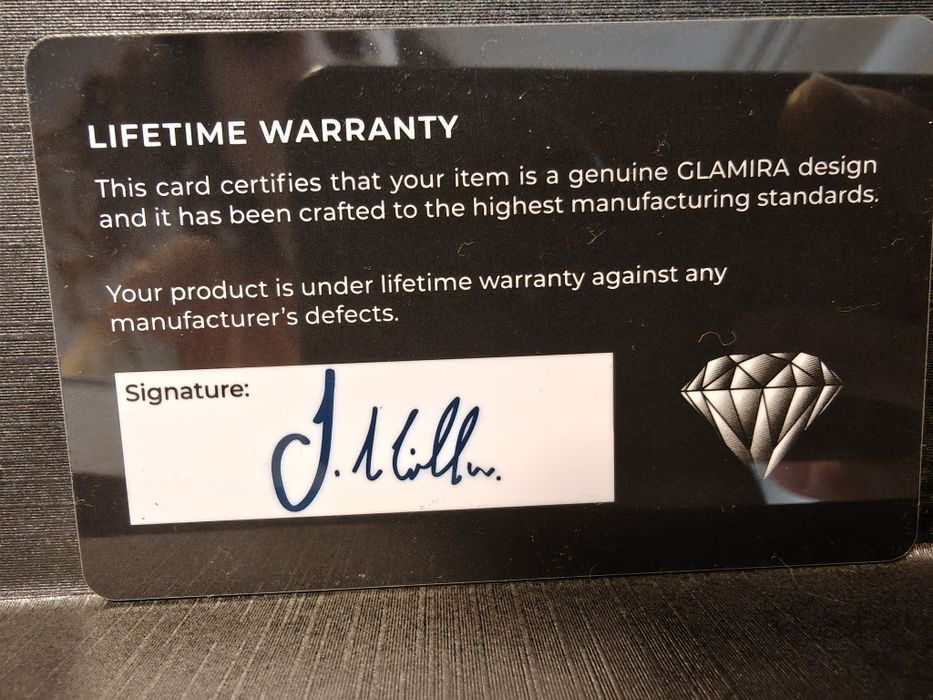 LIFETIME WARRANTY
This card certifies that your item is a genuine GLAMIRA design
and it has been crafted to the highest manufacturing standards.
Your product is under lifetime warranty against any
manufacturer’s defects.
Signature: